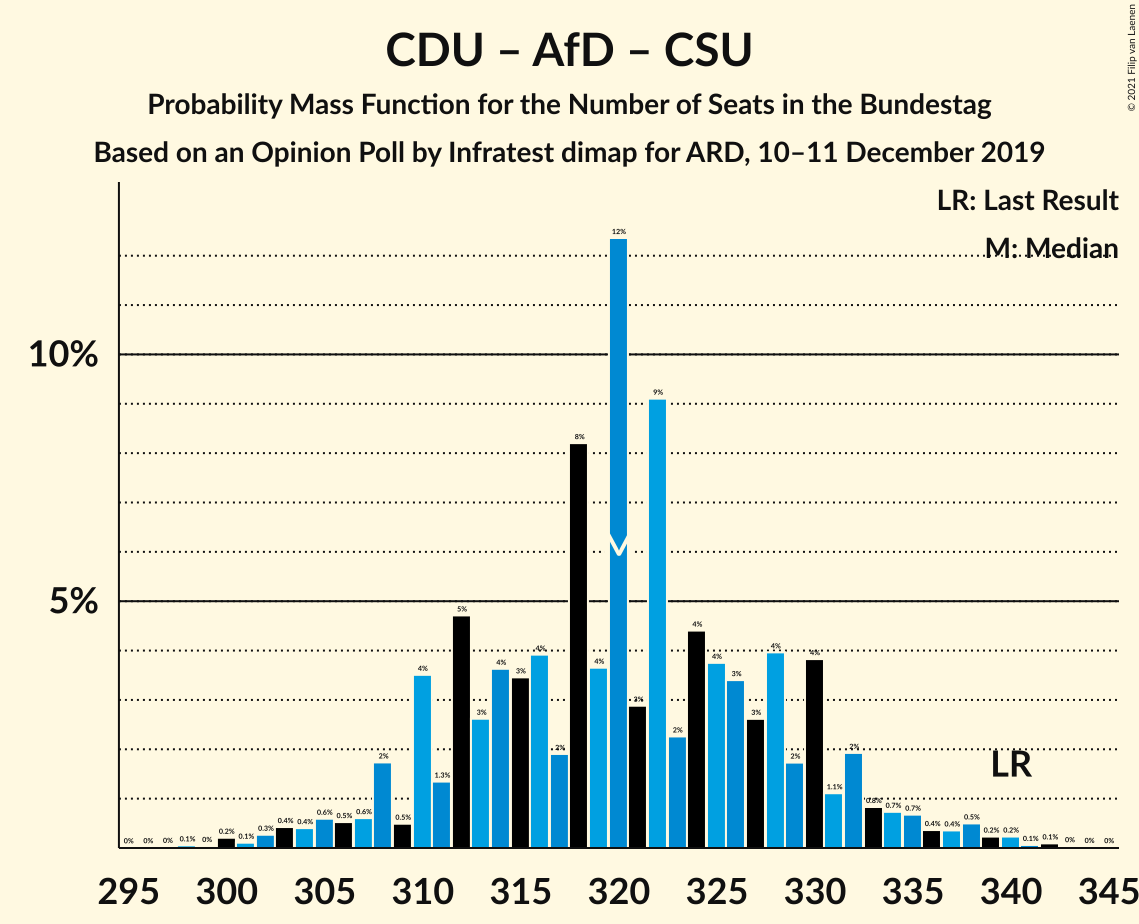 CDU – AfD – CSU
Probability Mass Function for the Number of Seats in the Bundestag
Based on an Opinion Poll by Infratest dimap for ARD, 10–11 December 2019
© 2021 Filip van Laenen
LR: Last Result
M: Median
10%
5%
0% 0% 0% 0.1% 0% 0.2% 0.1% 0.3% 0.4% 0.4% 0.6% 0.5% 0.6% 2% 0.5% 4% 1.3% 5% 3% 4% 3% 4% 2% 8% 4% 12% 3% 9% 2% 4% 4% 3% 3% 4% 2% 4% 1.1% 2% 0.8% 0.7% 0.7% 0.4% 0.4% 0.5% 0.2% 0.2% 0.1% 0.1% 0% 0% 0%
M
LR
295 300 305 310 315 320 325 330 335 340 345